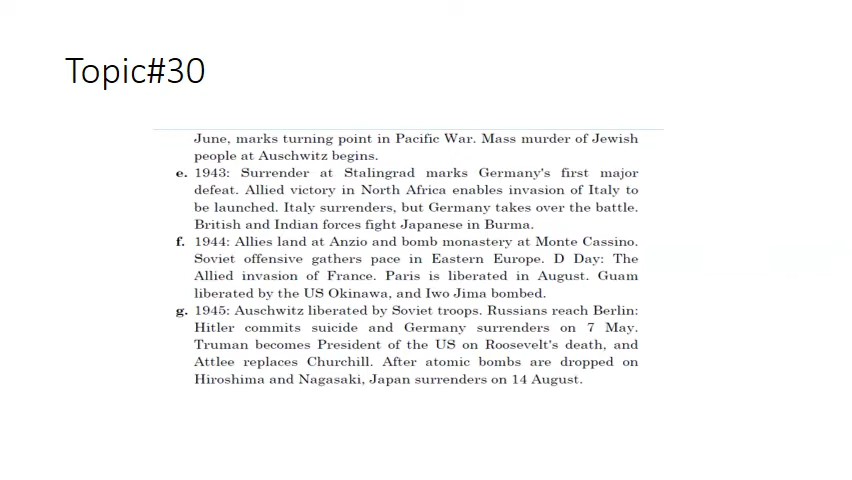 Topic#30
June, marks turning point in Pacific War. Mass murder of Jewish
people at Auschwitz begins.
e. 1943: Surrender at Stalingrad marks Germany's first major
defeat. Allied victory in North Africa enables invasion of Italy to
be launched. Italy surrenders, but Germany takes over the battle.
British and Indian forces fight Japanese in Burma.
f. 1944: Allies land at Anzio and bomb monastery at Monte Cassino.
Soviet offensive gathers pace in Eastern Europe. D Day: The
Allied invasion of France. Paris is liberated in August. Guam
liberated by the US Okinawa, and Iwo Jima bombed.
g. 1945: Auschwitz liberated by Soviet troops. Russians reach Berlin:
Hitler commits suicide and Germany surrenders on 7 May.
Truman becomes President of the US on Roosevelt's death, and
Attlee replaces Churchill. After atomic bombs are dropped on
Hiroshima and Nagasaki, Japan surrenders on 14 August.